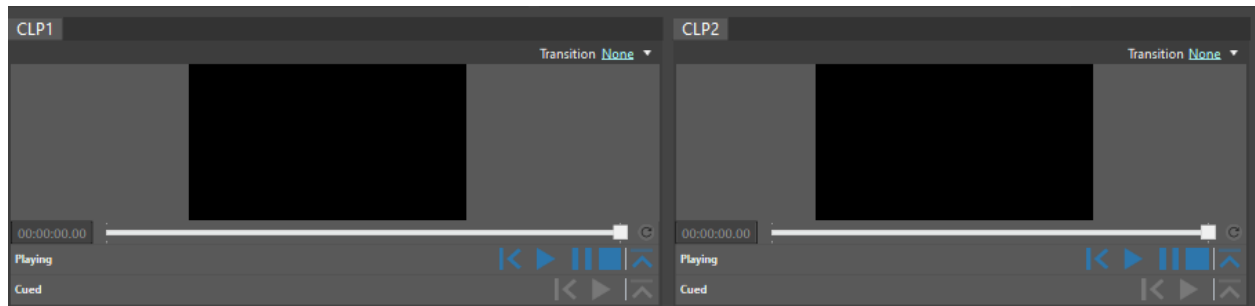 CLP1
Transition None
00:00:00.00
Playing
Cued
CLP2
Transition None
00:00:00.00
Playing
Cued